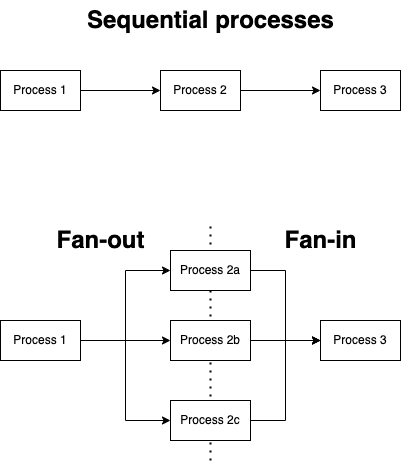 Sequential processes
Process 1
Process 2
Process 3
Fan-out
Fan-in
Process 2a
Process 1
Process 2b
Process 3
Process 2c